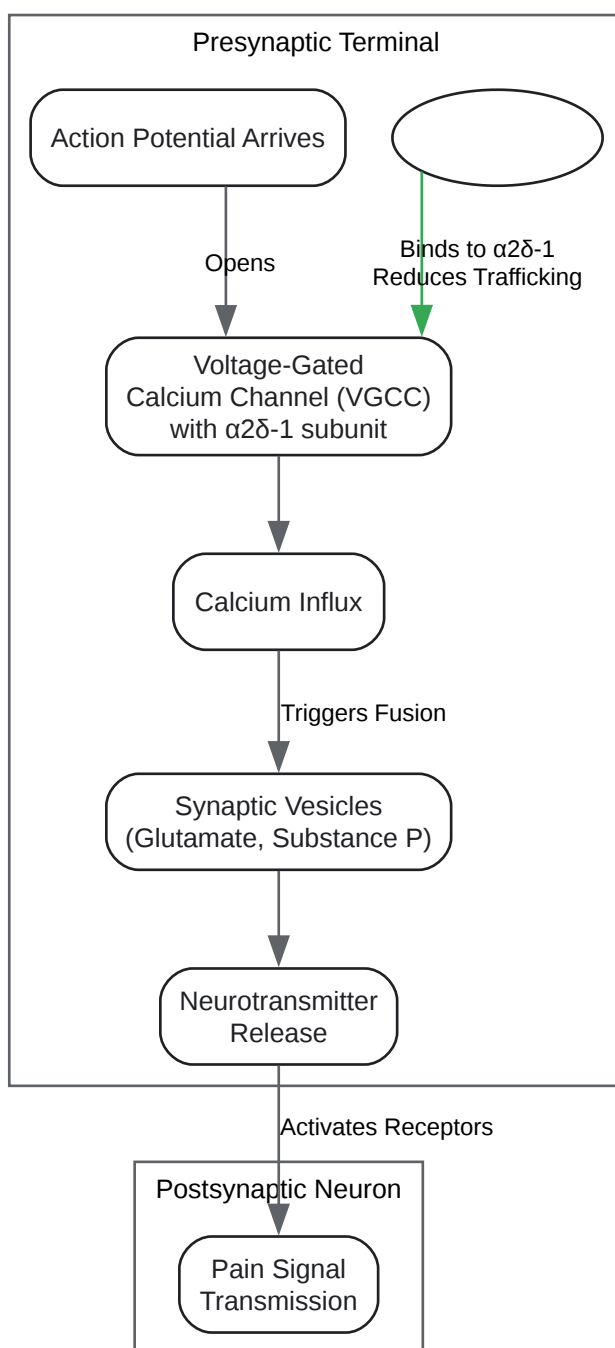 Presynaptic Terminal
Action Potential Arrives
Opens
Binds to α2δ-1
Reduces Trafficking
Voltage-Gated
Calcium Channel (VGCC)
with α2δ-1 subunit
Calcium Influx
Triggers Fusion
Synaptic Vesicles
(Glutamate, Substance P)
Neurotransmitter
Release
Activates Receptors
Postsynaptic Neuron
Pain Signal
Transmission